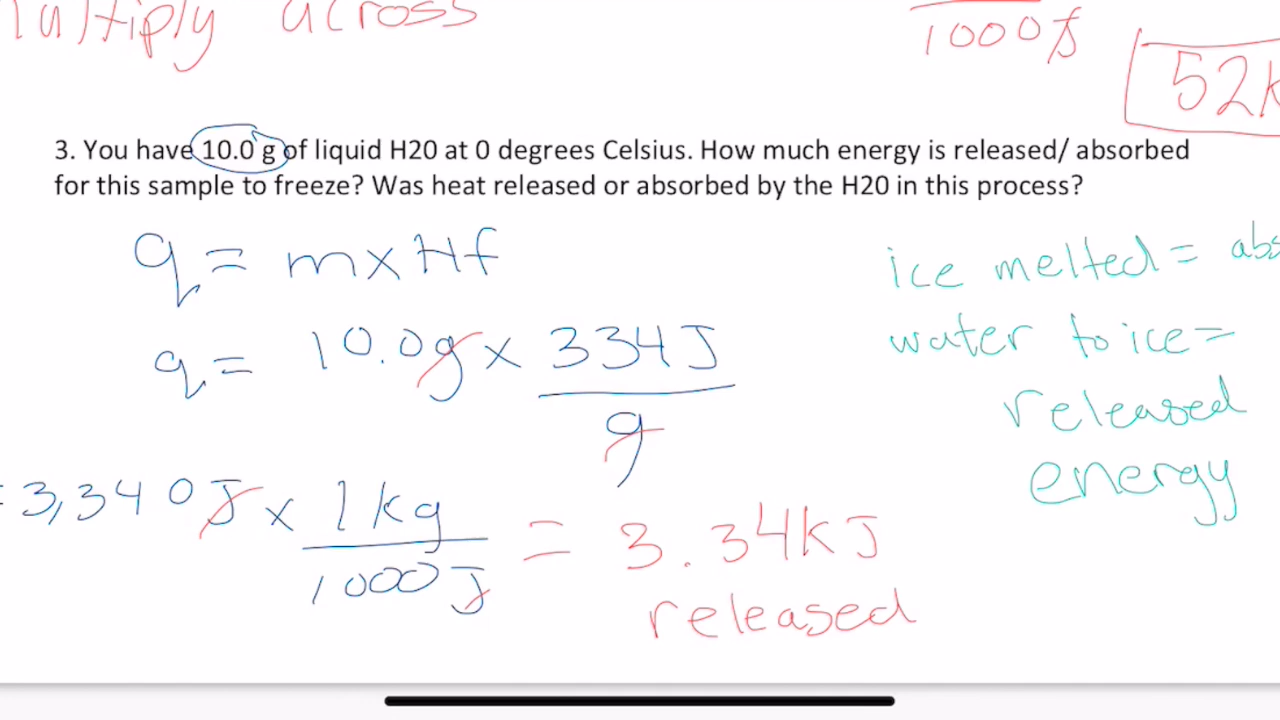 multiply across
1000J
52k
3. You have 10.0 g of liquid H20 at 0 degrees Celsius. How much energy is released/ absorbed
for this sample to freeze? Was heat released or absorbed by the H20 in this process?
q = m x Hf
q = 10.0g x 334J
g
= 3,340J x 1kg
1000J
= 3.34kJ
released
ice melted = abs
water to ice =
released
energy